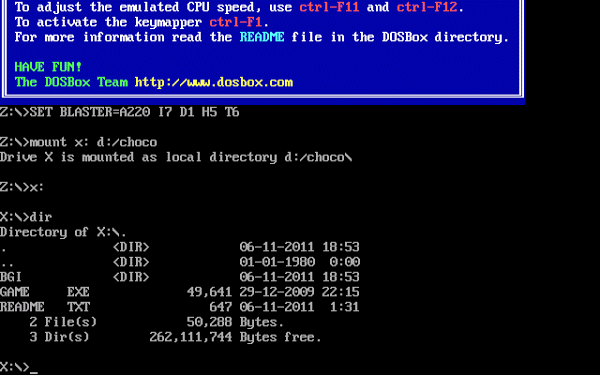 To adjust the emulated CPU speed, use ctrl-F11 and ctrl-F12.
To activate the keymapper ctrl-F1.
For more information read the README file in the DOSBox directory.
HAVE FUN!
The DOSBox Team http://www.dosbox.com
Z:\>SET BLASTER=A220 I7 D1 H5 T6
Z:\>mount x: d:/choco
Drive X is mounted as local directory d:/choco\
Z:\>x:
X:\>dir
Directory of X:\.
. <DIR> 06-11-2011 18:53
.. <DIR> 01-01-1980 0:00
BGI <DIR> 06-11-2011 18:53
GAME EXE 49,641 29-12-2009 22:15
README TXT 647 06-11-2011 1:31
2 File(s) 50,288 Bytes.
3 Dir(s) 262,111,744 Bytes free.
X:\>_